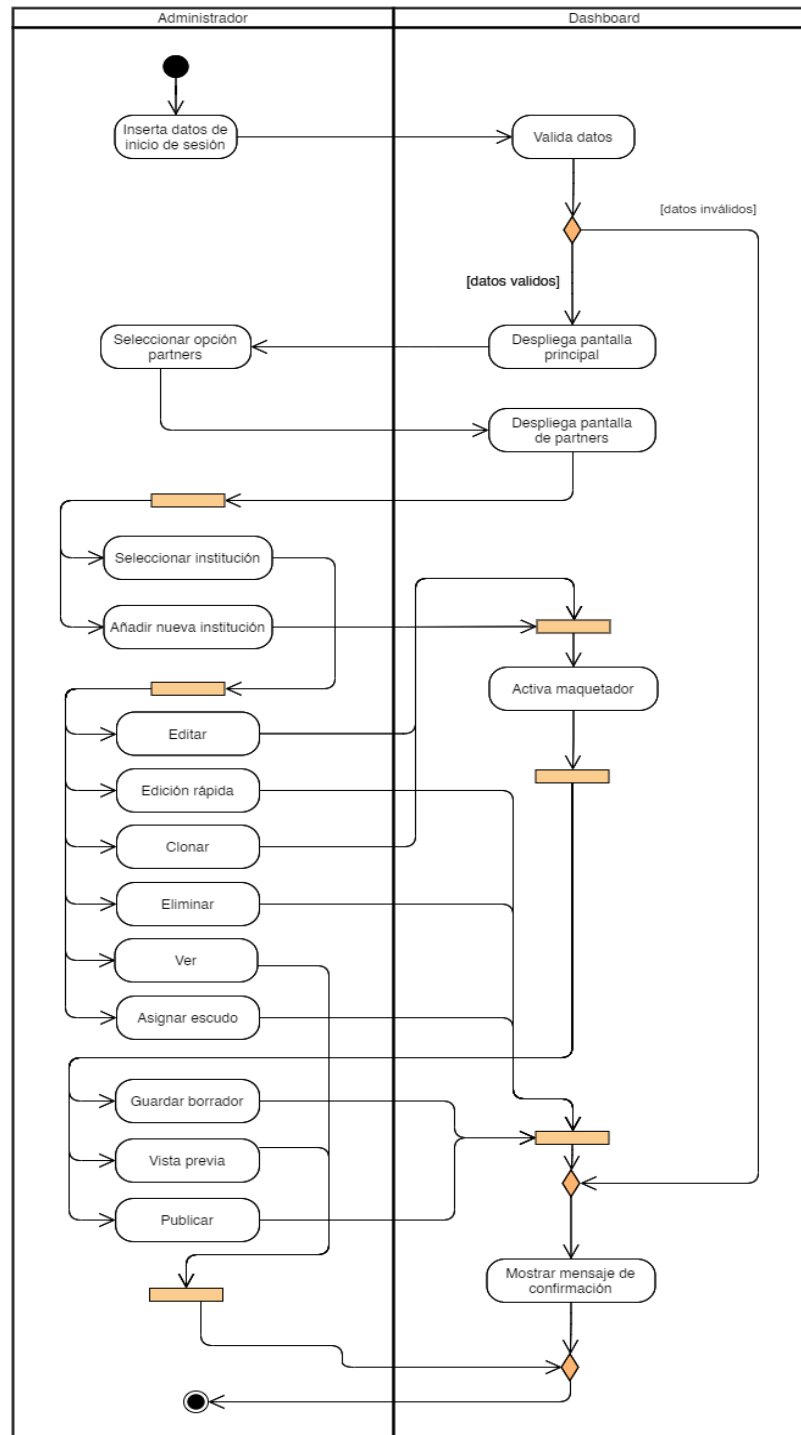 Administrador
Dashboard
Inserta datos de
inicio de sesión
Valida datos
[datos inválidos]
[datos validos]
Seleccionar opción
partners
Despliega pantalla
principal
Despliega pantalla
de partners
Seleccionar institución
Añadir nueva institución
Activa maquetador
Editar
Edición rápida
Clonar
Eliminar
Ver
Asignar escudo
Guardar borrador
Vista previa
Publicar
Mostrar mensaje de
confirmación